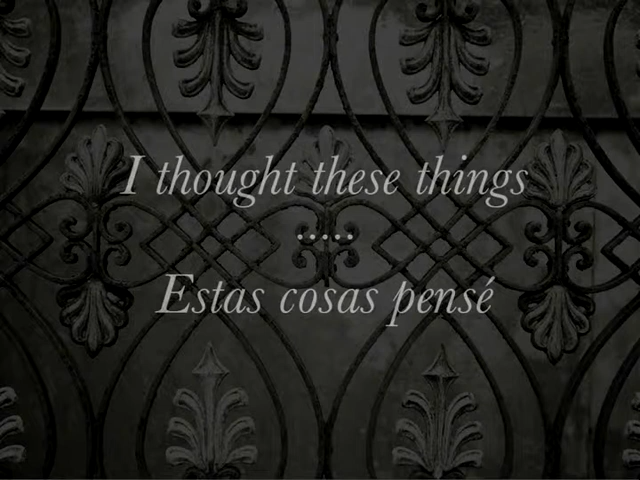 I thought these things
.....
Estas cosas pensé